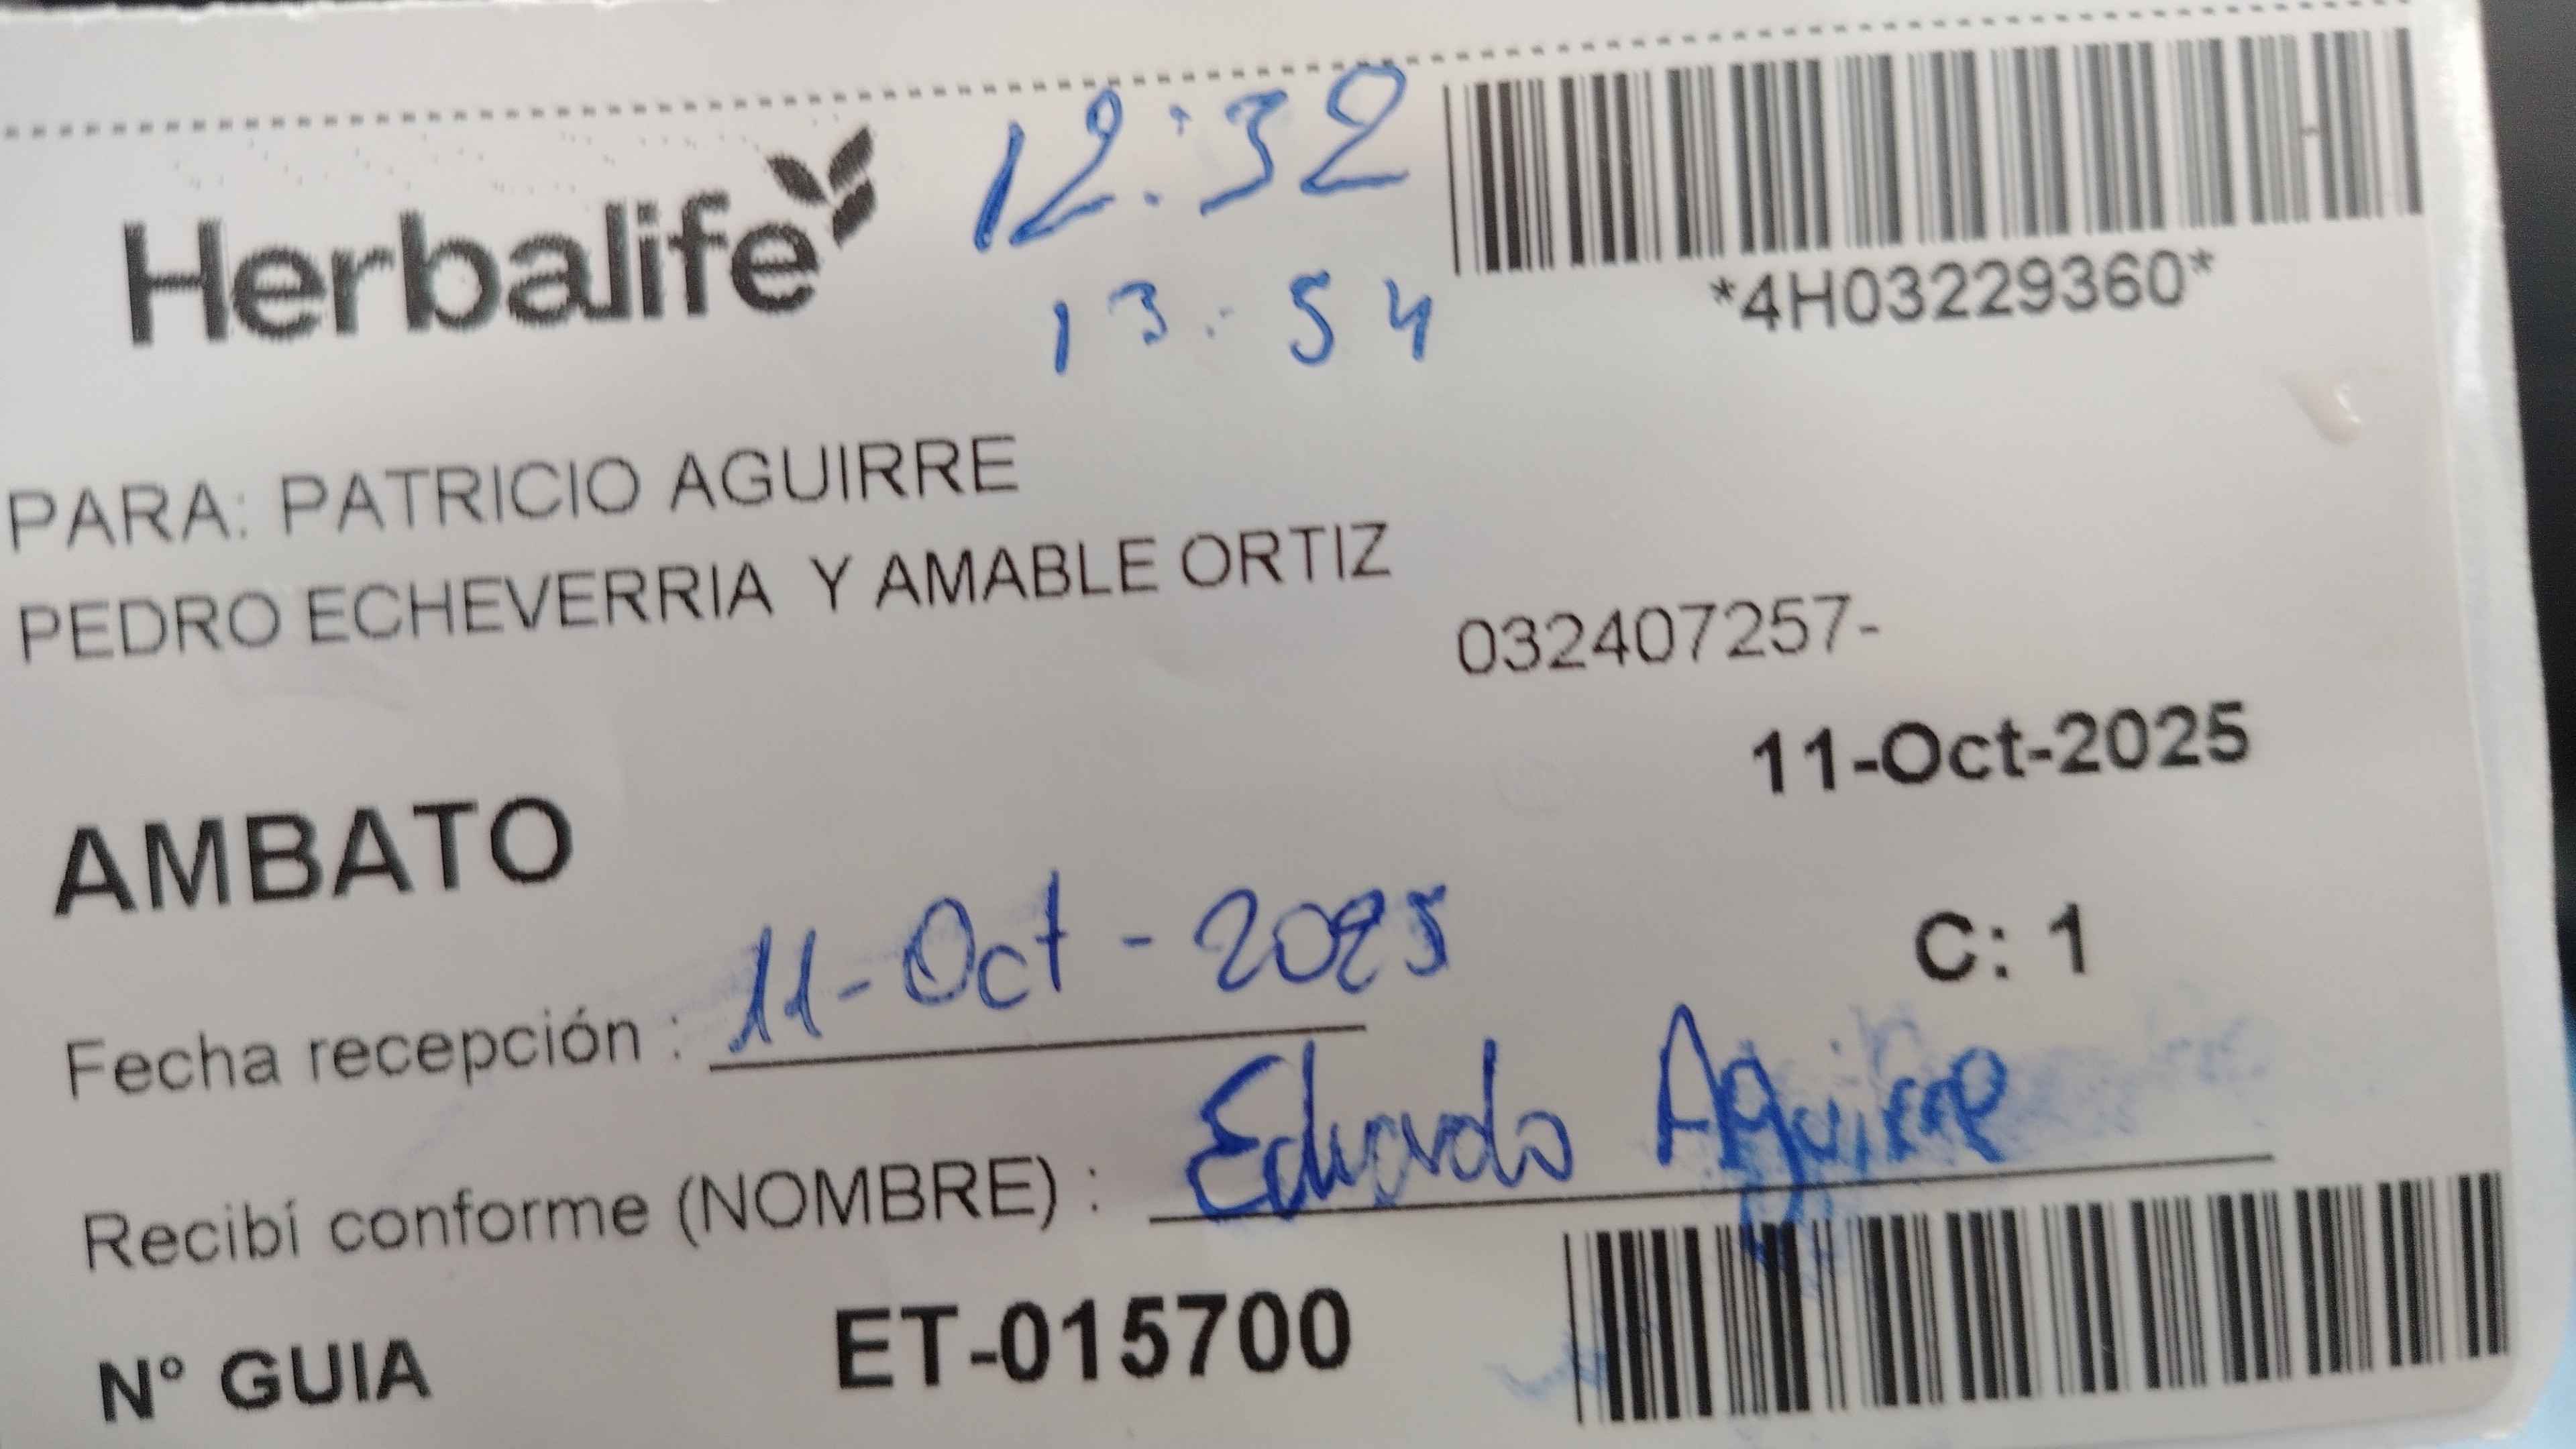 Herbalife
12:32
13:54
*4H03229360*
PARA: PATRICIO AGUIRRE
PEDRO ECHEVERRIA Y AMABLE ORTIZ
032407257-
11-Oct-2025
AMBATO
C: 1
Fecha recepción : 11-Oct-2025
Recibí conforme (NOMBRE) : Eduardo Aguirre
N° GUIA ET-015700